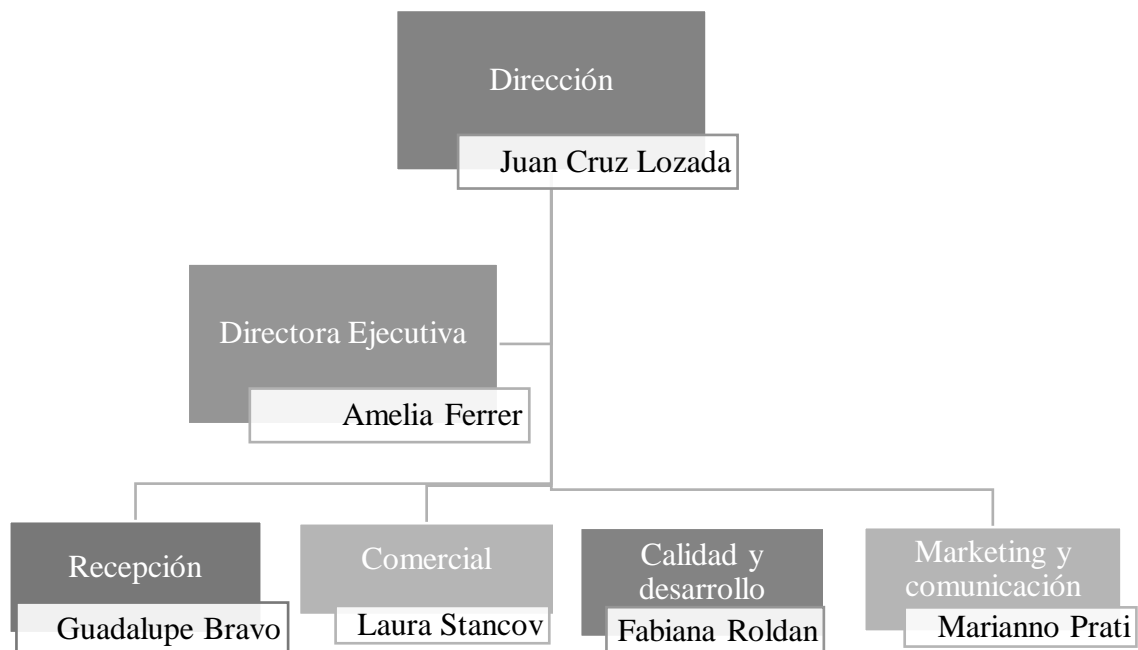 Dirección
Juan Cruz Lozada
Directora Ejecutiva
Amelia Ferrer
Recepción
Guadalupe Bravo
Comercial
Laura Stancov
Calidad y
desarrollo
Fabiana Roldan
Marketing y
comunicación
Marianno Prati